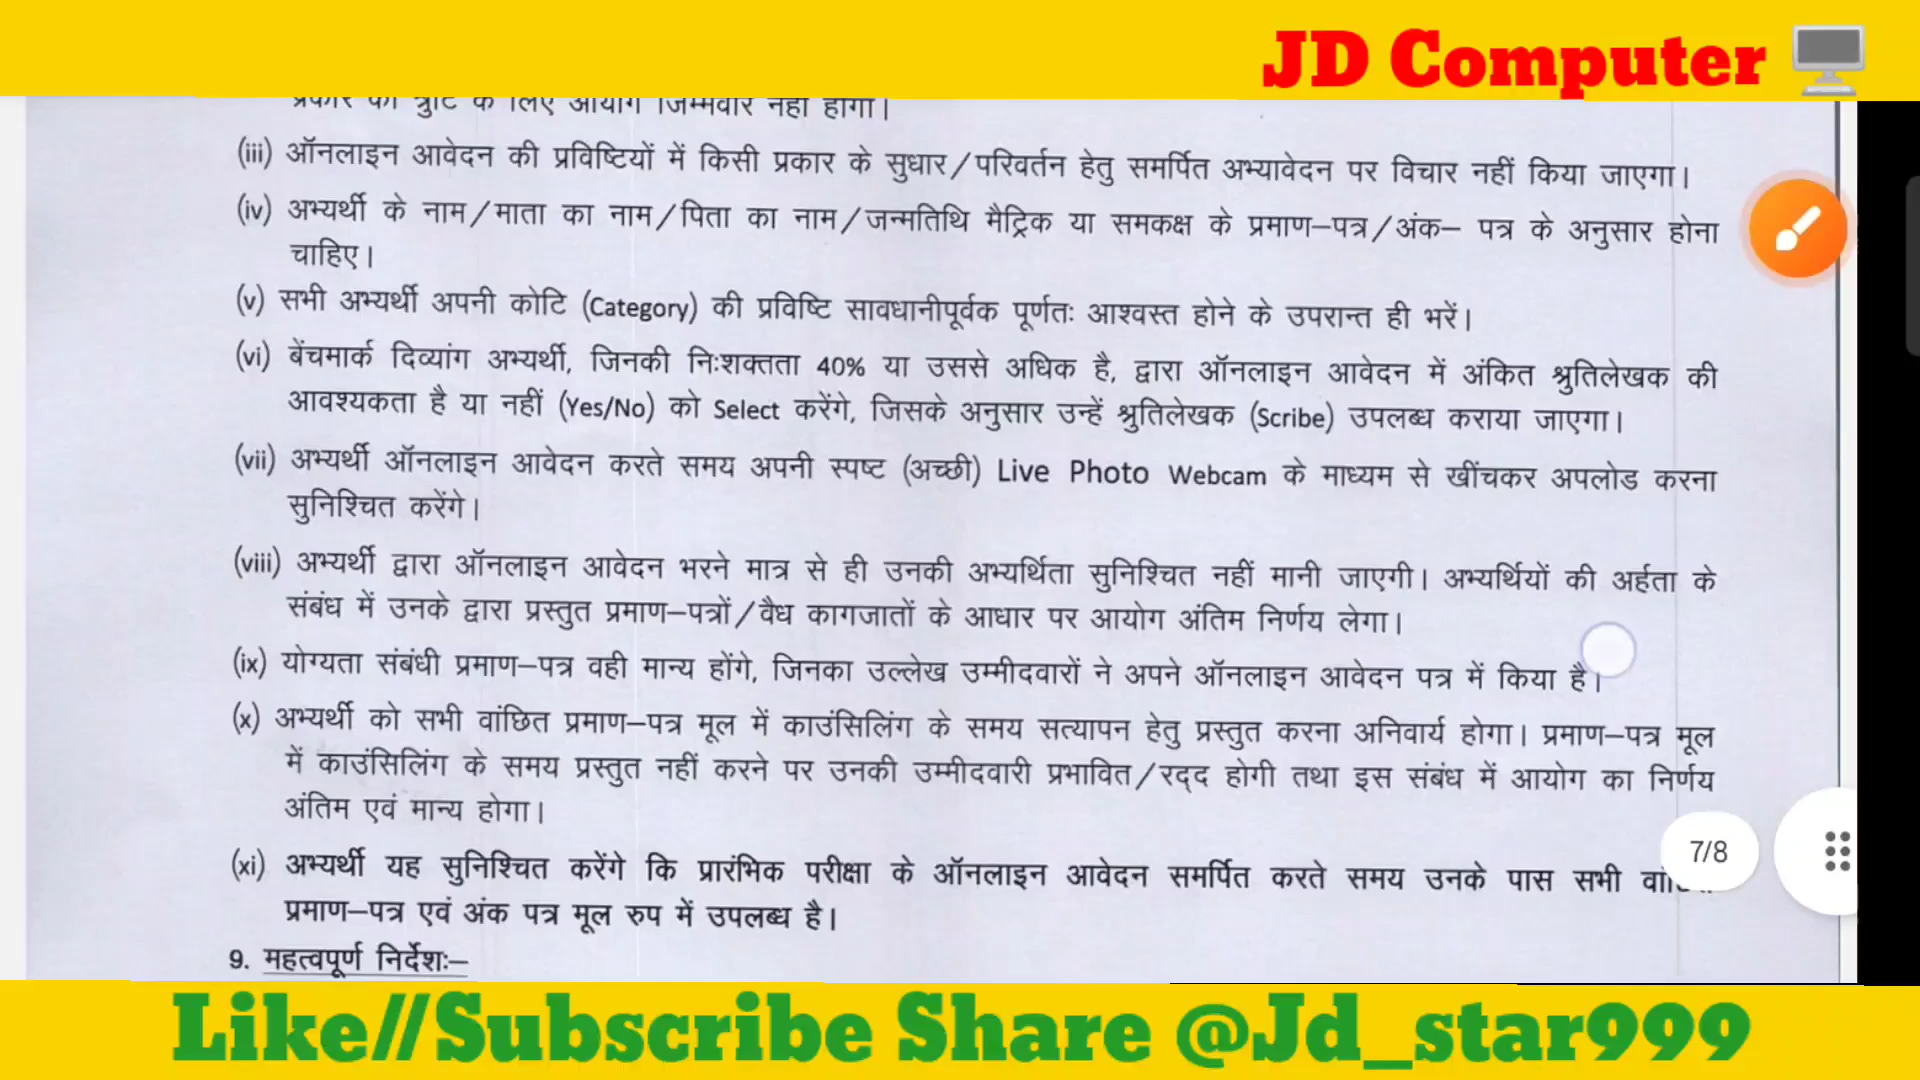 JD Computer
प्रकार की त्रुटि के लिए आयोग जिम्मेवार नहीं होगा।
(iii) ऑनलाइन आवेदन की प्रविष्टियों में किसी प्रकार के सुधार/परिवर्तन हेतु समर्पित अभ्यावेदन पर विचार नहीं किया जाएगा।
(iv) अभ्यर्थी के नाम/माता का नाम/पिता का नाम/जन्मतिथि मैट्रिक या समकक्ष के प्रमाण–पत्र/अंक– पत्र के अनुसार होना
चाहिए।
(v) सभी अभ्यर्थी अपनी कोटि (Category) की प्रविष्टि सावधानीपूर्वक पूर्णतः आश्वस्त होने के उपरान्त ही भरें।
(vi) बेंचमार्क दिव्यांग अभ्यर्थी, जिनकी निःशक्तता 40% या उससे अधिक है, द्वारा ऑनलाइन आवेदन में अंकित श्रुतिलेखक की
आवश्यकता है या नहीं (Yes/No) को Select करेंगे, जिसके अनुसार उन्हें श्रुतिलेखक (Scribe) उपलब्ध कराया जाएगा।
(vii) अभ्यर्थी ऑनलाइन आवेदन करते समय अपनी स्पष्ट (अच्छी) Live Photo Webcam के माध्यम से खींचकर अपलोड करना
सुनिश्चित करेंगे।
(viii) अभ्यर्थी द्वारा ऑनलाइन आवेदन भरने मात्र से ही उनकी अभ्यर्थिता सुनिश्चित नहीं मानी जाएगी। अभ्यर्थियों की अर्हता के
संबंध में उनके द्वारा प्रस्तुत प्रमाण–पत्रों/वैध कागजातों के आधार पर आयोग अंतिम निर्णय लेगा।
(ix) योग्यता संबंधी प्रमाण–पत्र वही मान्य होंगे, जिनका उल्लेख उम्मीदवारों ने अपने ऑनलाइन आवेदन पत्र में किया है।
(x) अभ्यर्थी को सभी वांछित प्रमाण–पत्र मूल में काउंसिलिंग के समय सत्यापन हेतु प्रस्तुत करना अनिवार्य होगा। प्रमाण–पत्र मूल
में काउंसिलिंग के समय प्रस्तुत नहीं करने पर उनकी उम्मीदवारी प्रभावित/रद्द होगी तथा इस संबंध में आयोग का निर्णय
अंतिम एवं मान्य होगा।
7/8
(xi) अभ्यर्थी यह सुनिश्चित करेंगे कि प्रारंभिक परीक्षा के ऑनलाइन आवेदन समर्पित करते समय उनके पास सभी
प्रमाण–पत्र एवं अंक पत्र मूल रुप में उपलब्ध है।
9. महत्वपूर्ण निर्देशः–
Like//Subscribe Share @Jd_star999